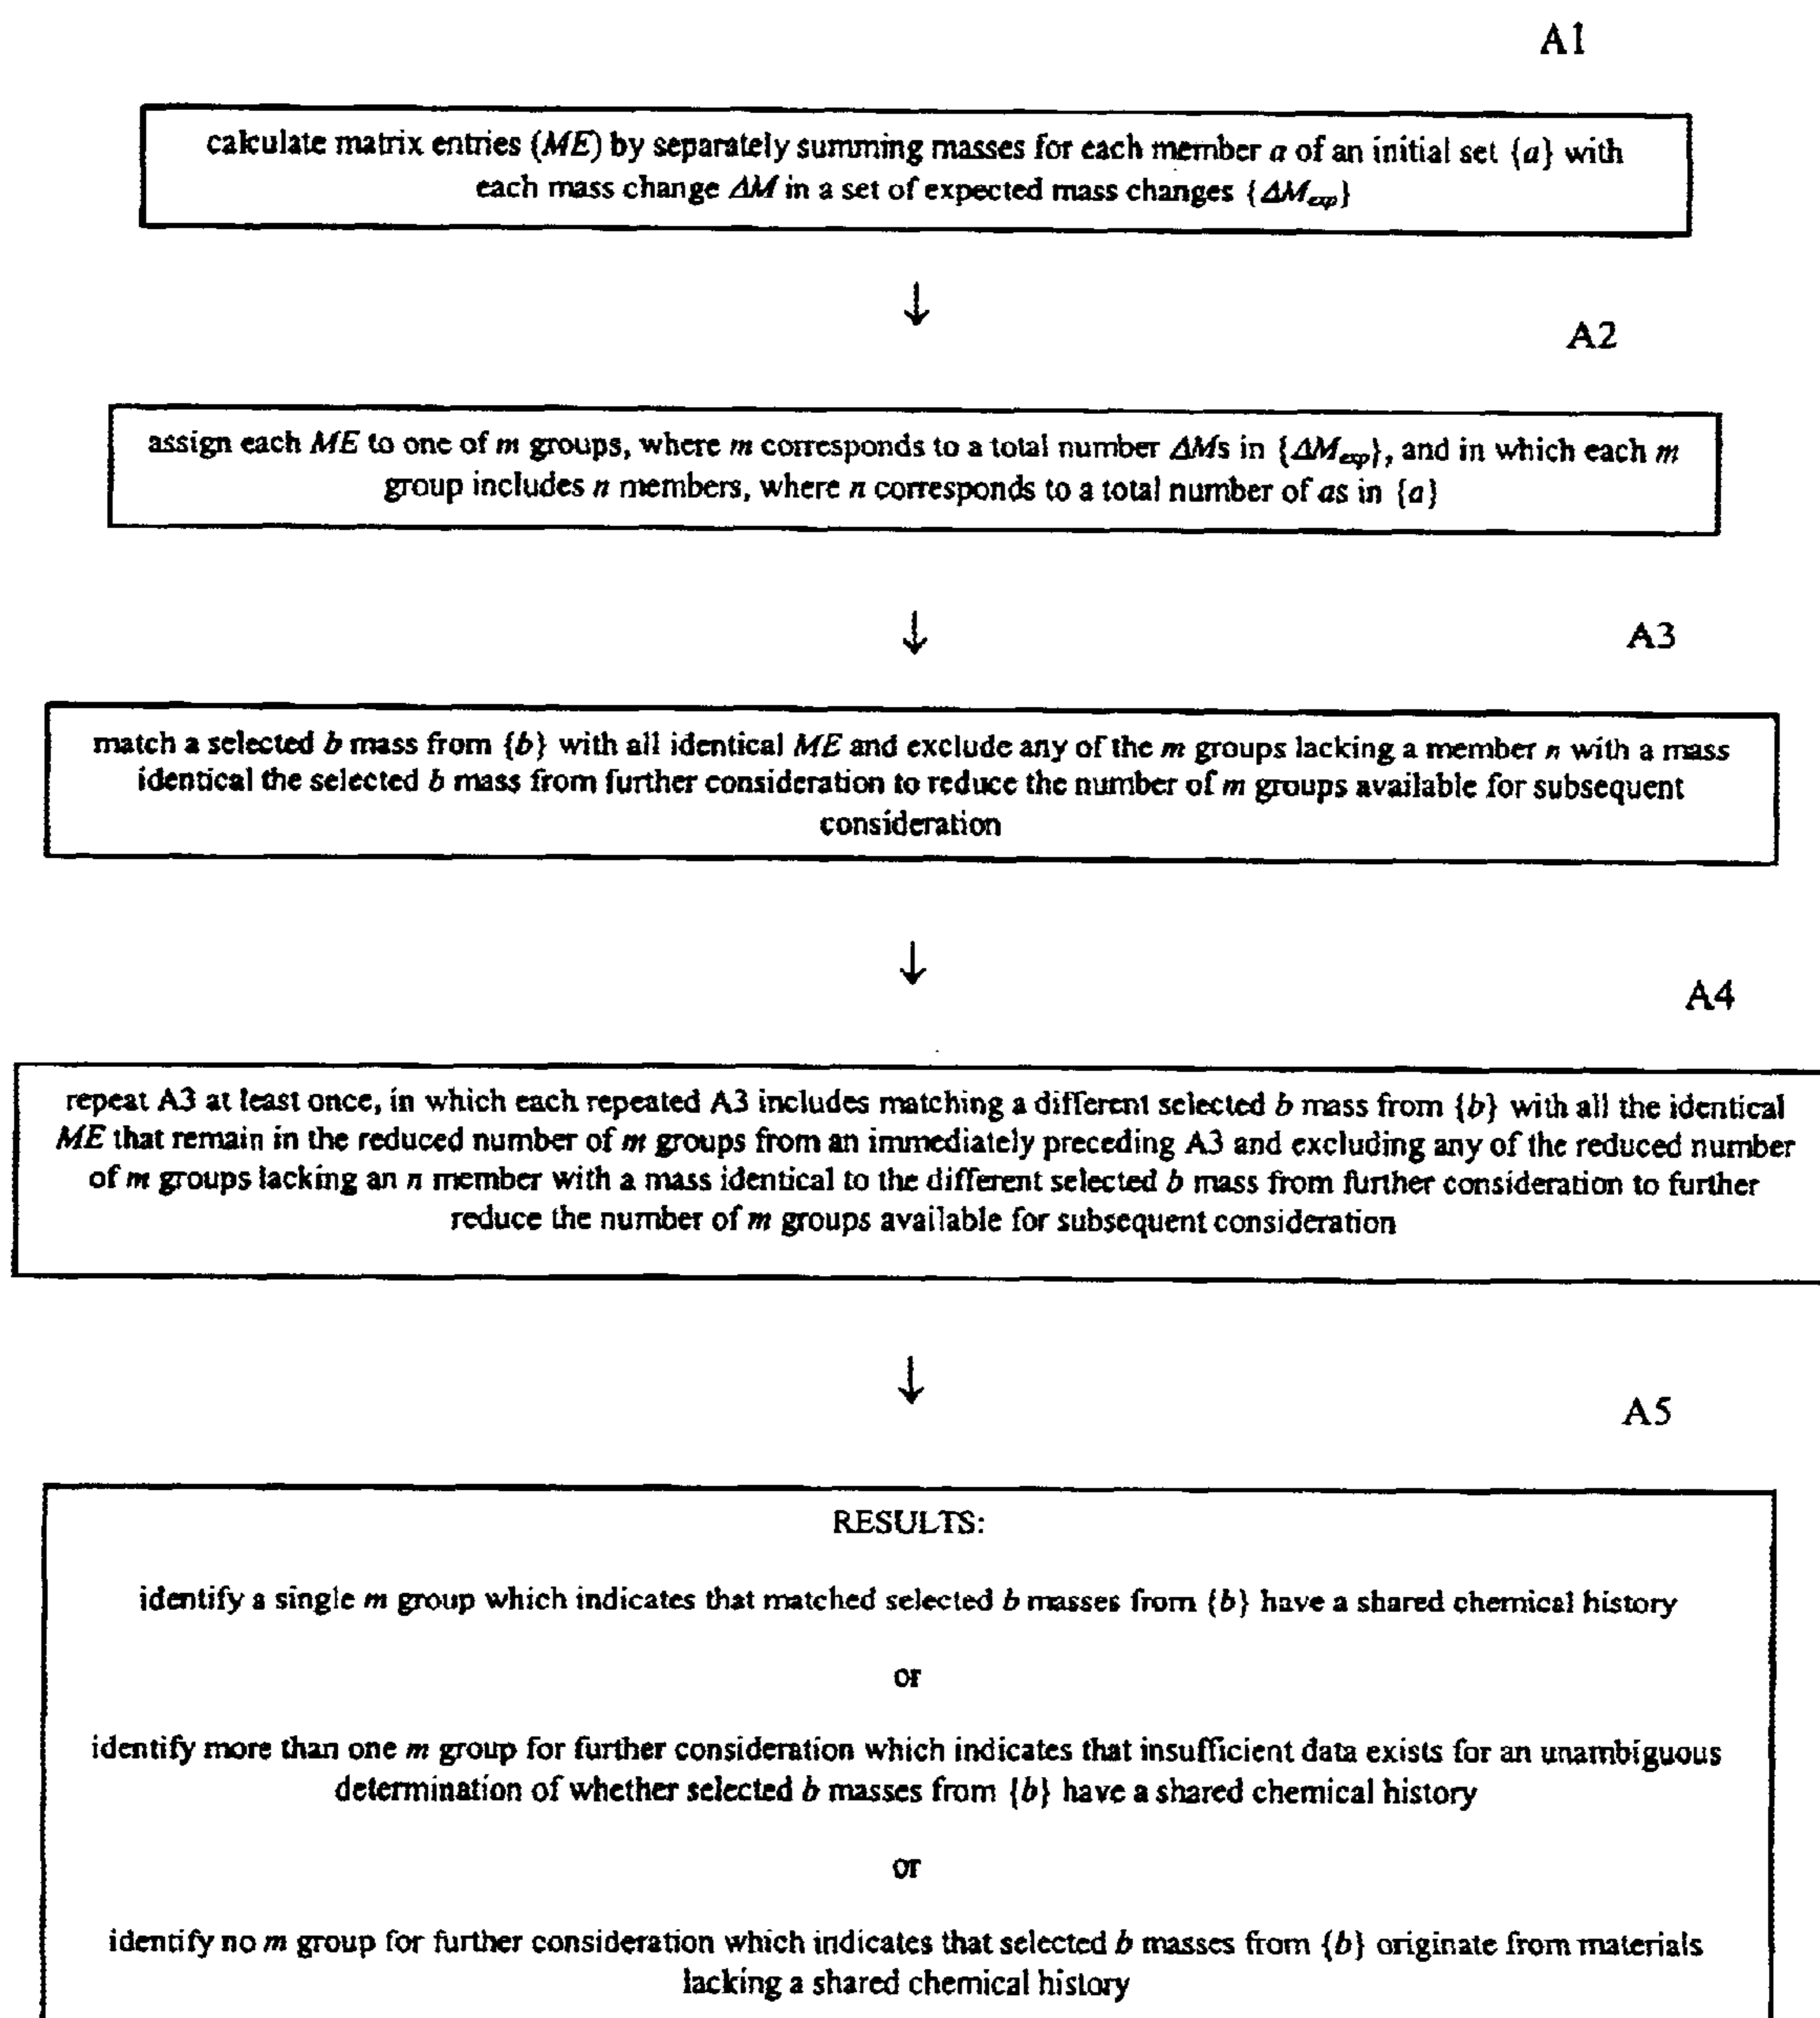 A1
calculate matrix entries (ME) by separately summing masses for each member a of an initial set {a} with
each mass change ΔM in a set of expected mass changes {ΔMexp}
↓
A2
assign each ME to one of m groups, where m corresponds to a total number ΔMs in {ΔMexp}, and in which each m
group includes n members, where n corresponds to a total number of as in {a}
↓
A3
match a selected b mass from {b} with all identical ME and exclude any of the m groups lacking a member n with a mass
identical the selected b mass from further consideration to reduce the number of m groups available for subsequent
consideration
↓
A4
repeat A3 at least once, in which each repeated A3 includes matching a different selected b mass from {b} with all the identical
ME that remain in the reduced number of m groups from an immediately preceding A3 and excluding any of the reduced number
of m groups lacking an n member with a mass identical to the different selected b mass from further consideration to further
reduce the number of m groups available for subsequent consideration
↓
A5
RESULTS:
identify a single m group which indicates that matched selected b masses from {b} have a shared chemical history
or
identify more than one m group for further consideration which indicates that insufficient data exists for an unambiguous
determination of whether selected b masses from {b} have a shared chemical history
or
identify no m group for further consideration which indicates that selected b masses from {b} originate from materials
lacking a shared chemical history